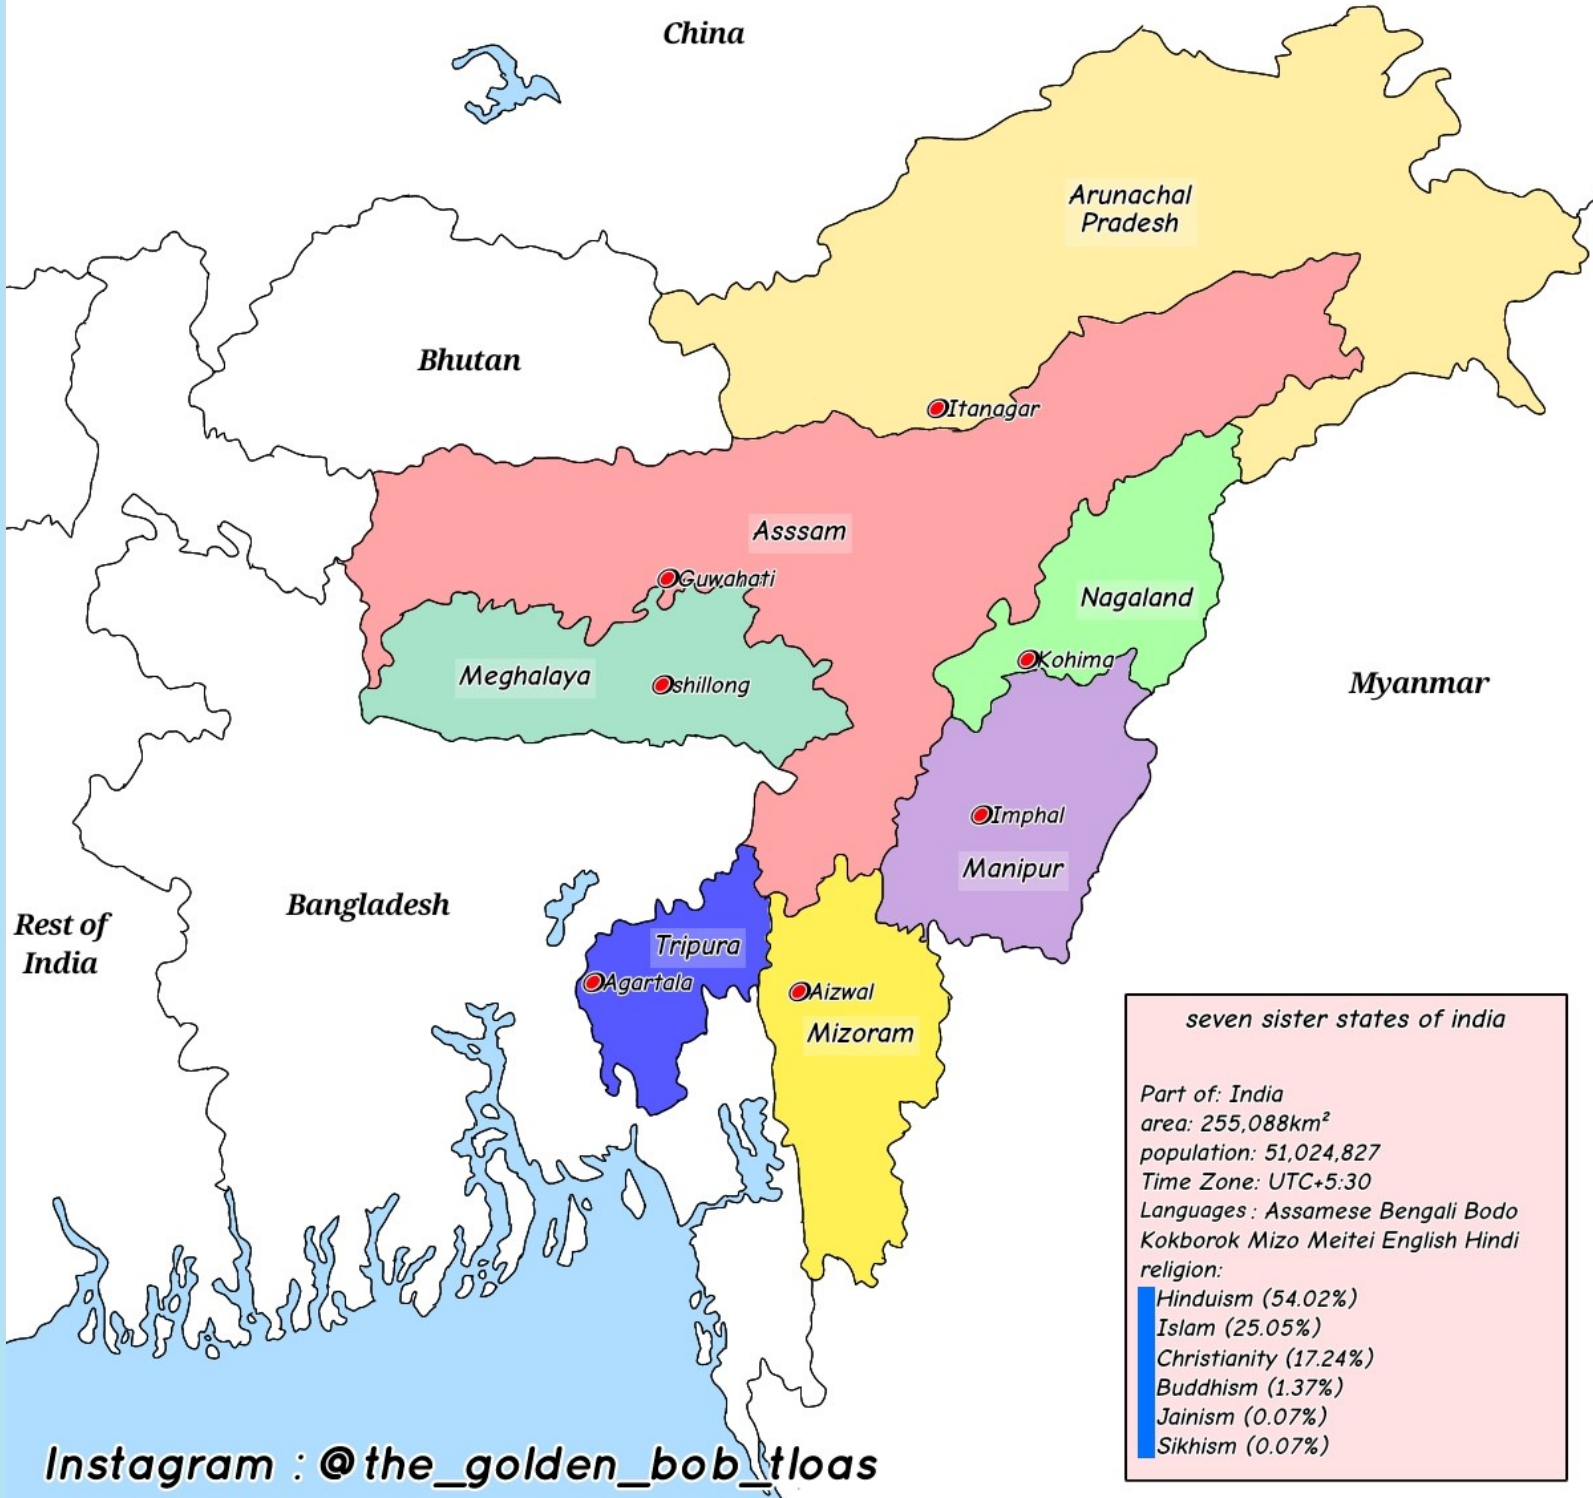 China
Arunachal
Pradesh
Bhutan
Itanagar
Asssam
Guwahati
Nagaland
Kohima
Meghalaya
shillong
Myanmar
Imphal
Manipur
Bangladesh
Rest of
India
Tripura
Agartala
Aizwal
Mizoram
seven sister states of india
Part of: India
area: 255,088km²
population: 51,024,827
Time Zone: UTC+5:30
Languages : Assamese Bengali Bodo
Kokborok Mizo Meitei English Hindi
religion:
Hinduism (54.02%)
Islam (25.05%)
Christianity (17.24%)
Buddhism (1.37%)
Jainism (0.07%)
Sikhism (0.07%)
Instagram : @the_golden_bob_tloas